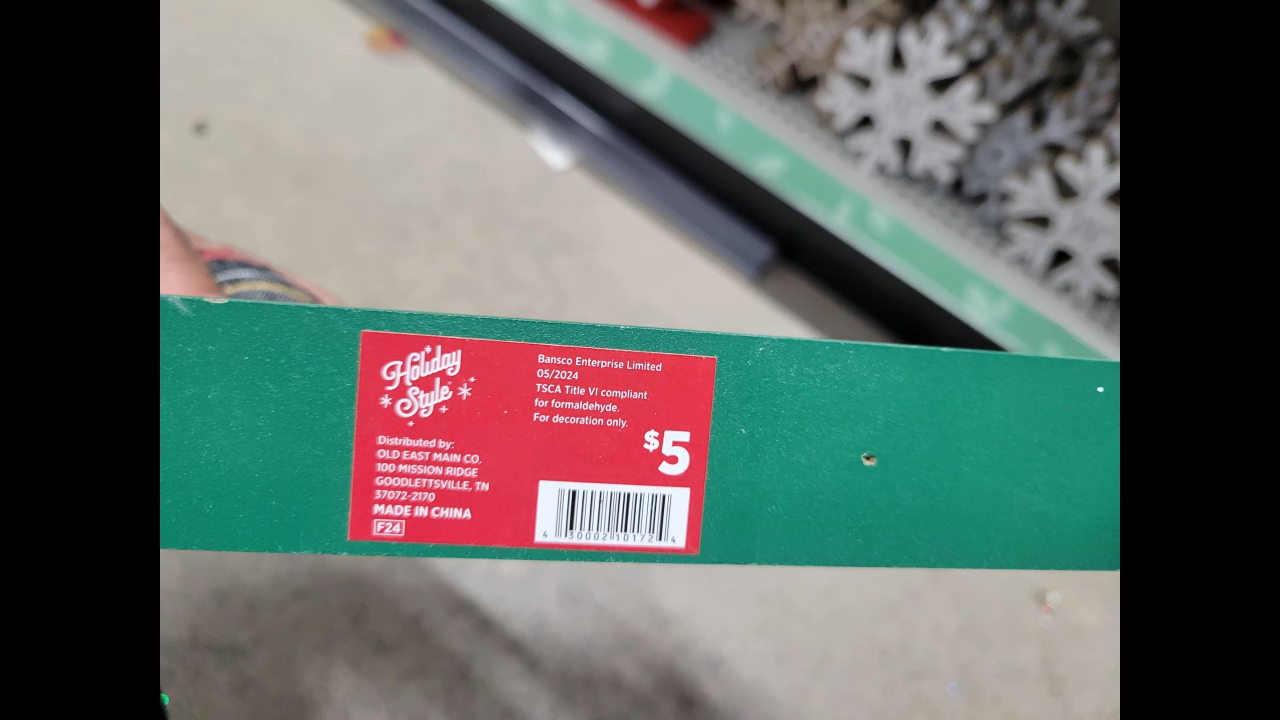 Holiday
Style
Distributed by:
OLD EAST MAIN CO.
100 MISSION RIDGE
GOODLETTSVILLE, TN
37072-2170
MADE IN CHINA
F24
Bansco Enterprise Limited
05/2024
TSCA Title VI compliant
for formaldehyde.
For decoration only.
$5
4 30002 10172 4